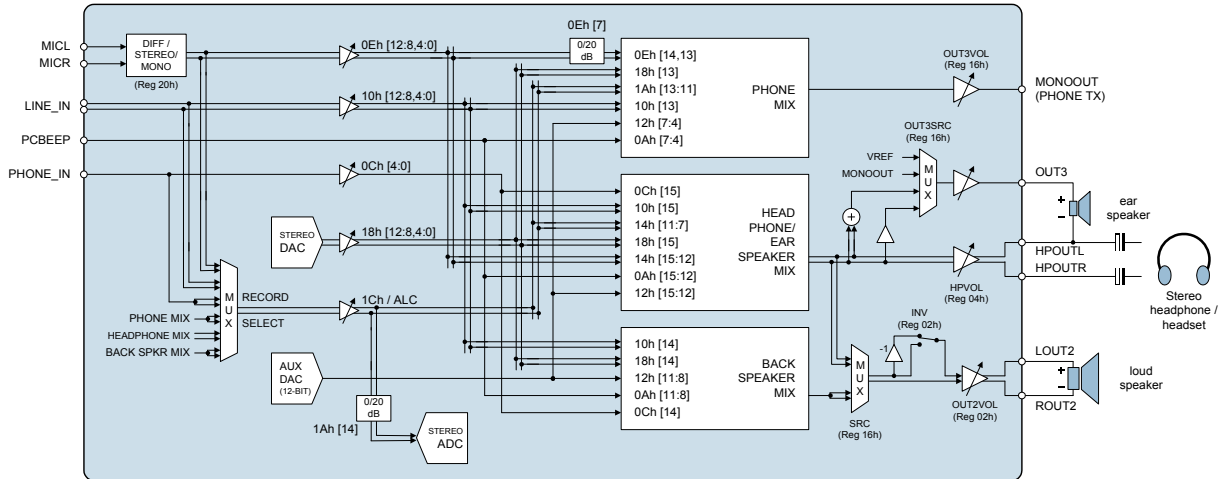 0Eh [7]
MICL
MICR
DIFF /
STEREO/
MONO
(Reg 20h)
0Eh [12:8,4:0]
0/20
dB
LINE_IN
10h [12:8,4:0]
PCBEEP
PHONE_IN
0Ch [4:0]
STEREO
DAC
18h [12:8,4:0]
M
U
X
RECORD
SELECT
1Ch / ALC
PHONE MIX
HEADPHONE MIX
BACK SPKR MIX
AUX
DAC
(12-BIT)
0/20
dB
1Ah [14]
STEREO
ADC
0Eh [14,13]
18h [13]
1Ah [13:11]
10h [13]
12h [7:4]
0Ah [7:4]
PHONE
MIX
0Ch [15]
10h [15]
14h [11:7]
18h [15]
14h [15:12]
0Ah [15:12]
12h [15:12]
HEAD
PHONE/
EAR
SPEAKER
MIX
10h [14]
18h [14]
12h [11:8]
0Ah [11:8]
0Ch [14]
BACK
SPEAKER
MIX
OUT3VOL
(Reg 16h)
MONOOUT
(PHONE TX)
OUT3SRC
(Reg 16h)
VREF
MONOOUT
M
U
X
OUT3
+
+
−
ear
speaker
HPOUTL
HPOUTR
HPVOL
(Reg 04h)
Stereo
headphone /
headset
INV
(Reg 02h)
-1
M
U
X
SRC
(Reg 16h)
OUT2VOL
(Reg 02h)
LOUT2
+
−
ROUT2
loud
speaker